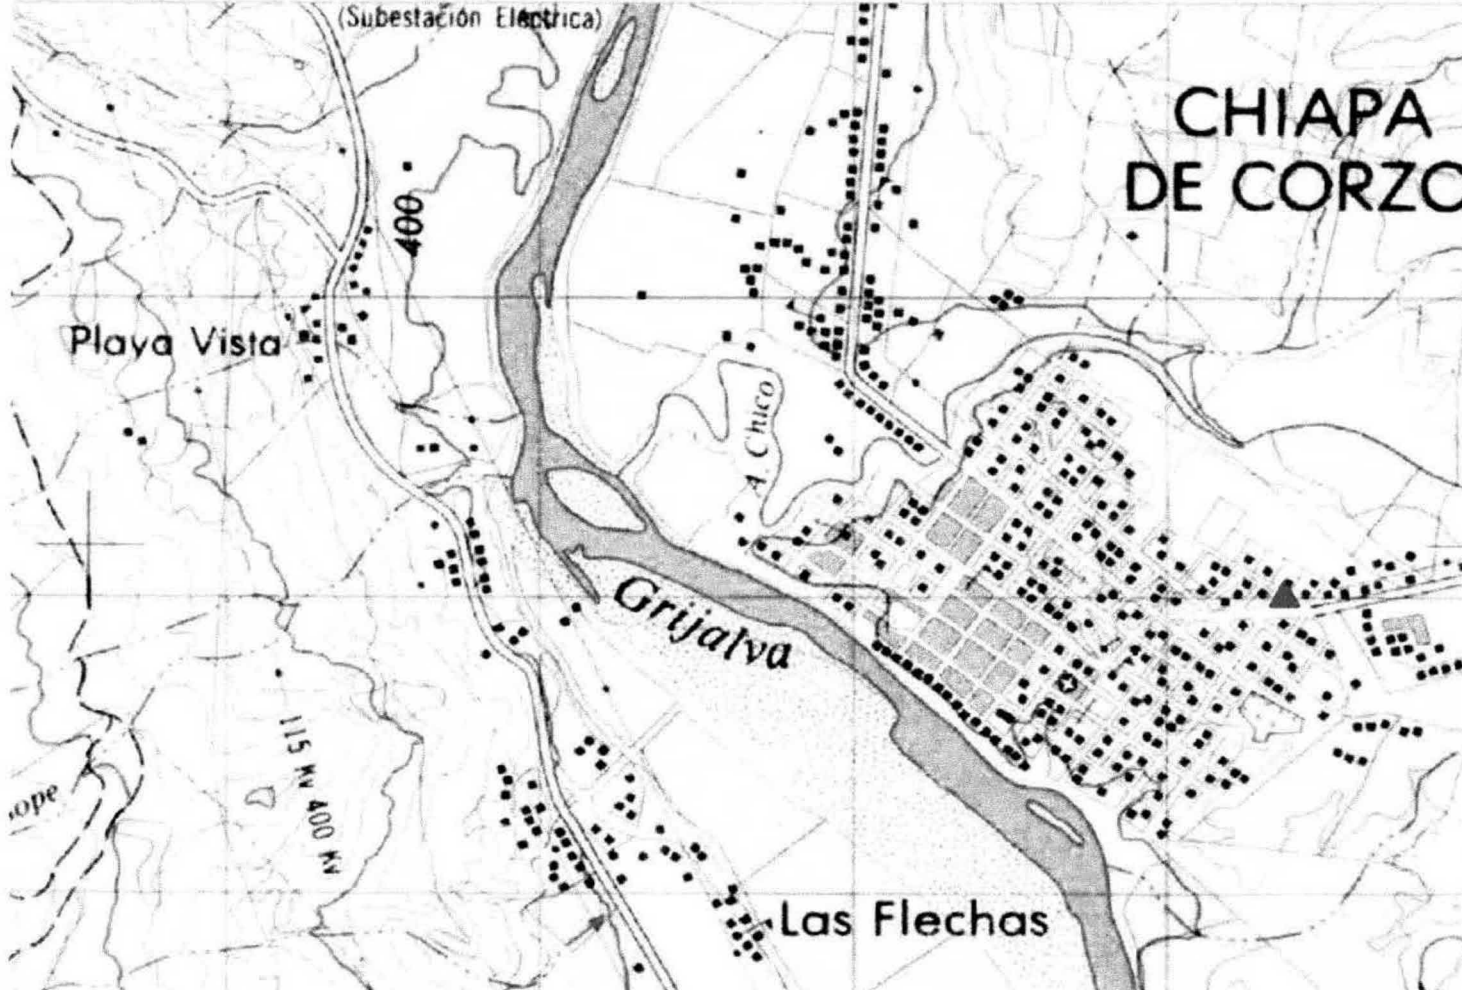 (Subestación Eléctrica)
CHIAPA
DE CORZO
400
Playa Vista
A. Chico
Grijalva
115 KV 400 KV
Las Flechas